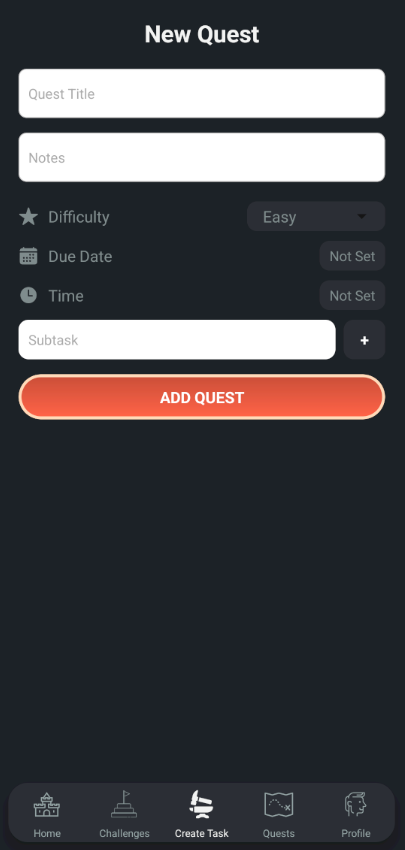 New Quest
Quest Title
Notes
Difficulty Easy
Due Date Not Set
Time Not Set
Subtask +
ADD QUEST
Home Challenges Create Task Quests Profile